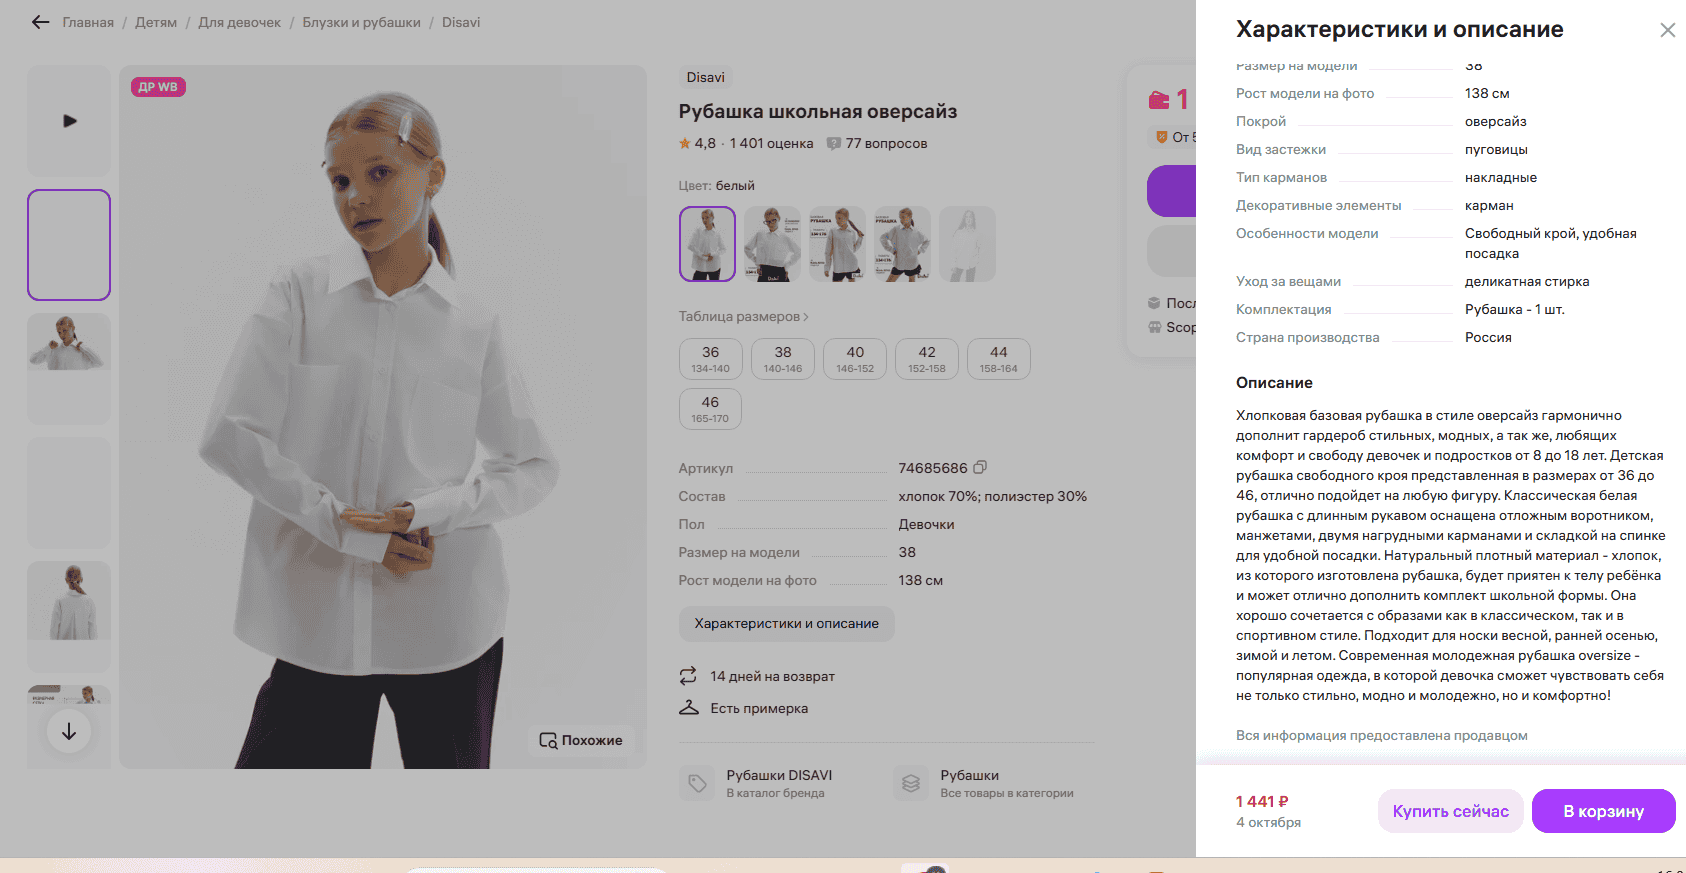 Главная / Детям / Для девочек / Блузки и рубашки / Disavi
ДР WB
Похожие
Disavi
Рубашка школьная оверсайз
4,8 · 1 401 оценка 77 вопросов
Цвет: белый
Таблица размеров
36 38 40 42 44
134-140 140-146 146-152 152-158 158-164
46
165-170
Артикул 74685686
Состав хлопок 70%; полиэстер 30%
Пол Девочки
Размер на модели 38
Рост модели на фото 138 см
Характеристики и описание
14 дней на возврат
Есть примерка
Рубашки DISAVI
В каталог бренда
Рубашки
Все товары в категории
1
От 5
Посл
Scop
Характеристики и описание
Размер на модели 38
Рост модели на фото 138 см
Покрой оверсайз
Вид застежки пуговицы
Тип карманов накладные
Декоративные элементы карман
Особенности модели Свободный крой, удобная
посадка
Уход за вещами деликатная стирка
Комплектация Рубашка - 1 шт.
Страна производства Россия
Описание
Хлопковая базовая рубашка в стиле оверсайз гармонично
дополнит гардероб стильных, модных, а так же, любящих
комфорт и свободу девочек и подростков от 8 до 18 лет. Детская
рубашка свободного кроя представленная в размерах от 36 до
46, отлично подойдет на любую фигуру. Классическая белая
рубашка с длинным рукавом оснащена отложным воротником,
манжетами, двумя нагрудными карманами и складкой на спинке
для удобной посадки. Натуральный плотный материал - хлопок,
из которого изготовлена рубашка, будет приятен к телу ребёнка
и может отлично дополнить комплект школьной формы. Она
хорошо сочетается с образами как в классическом, так и в
спортивном стиле. Подходит для носки весной, ранней осенью,
зимой и летом. Современная молодежная рубашка oversize -
популярная одежда, в которой девочка сможет чувствовать себя
не только стильно, модно и молодежно, но и комфортно!
Вся информация предоставлена продавцом
1 441 ₽
4 октября
Купить сейчас
В корзину